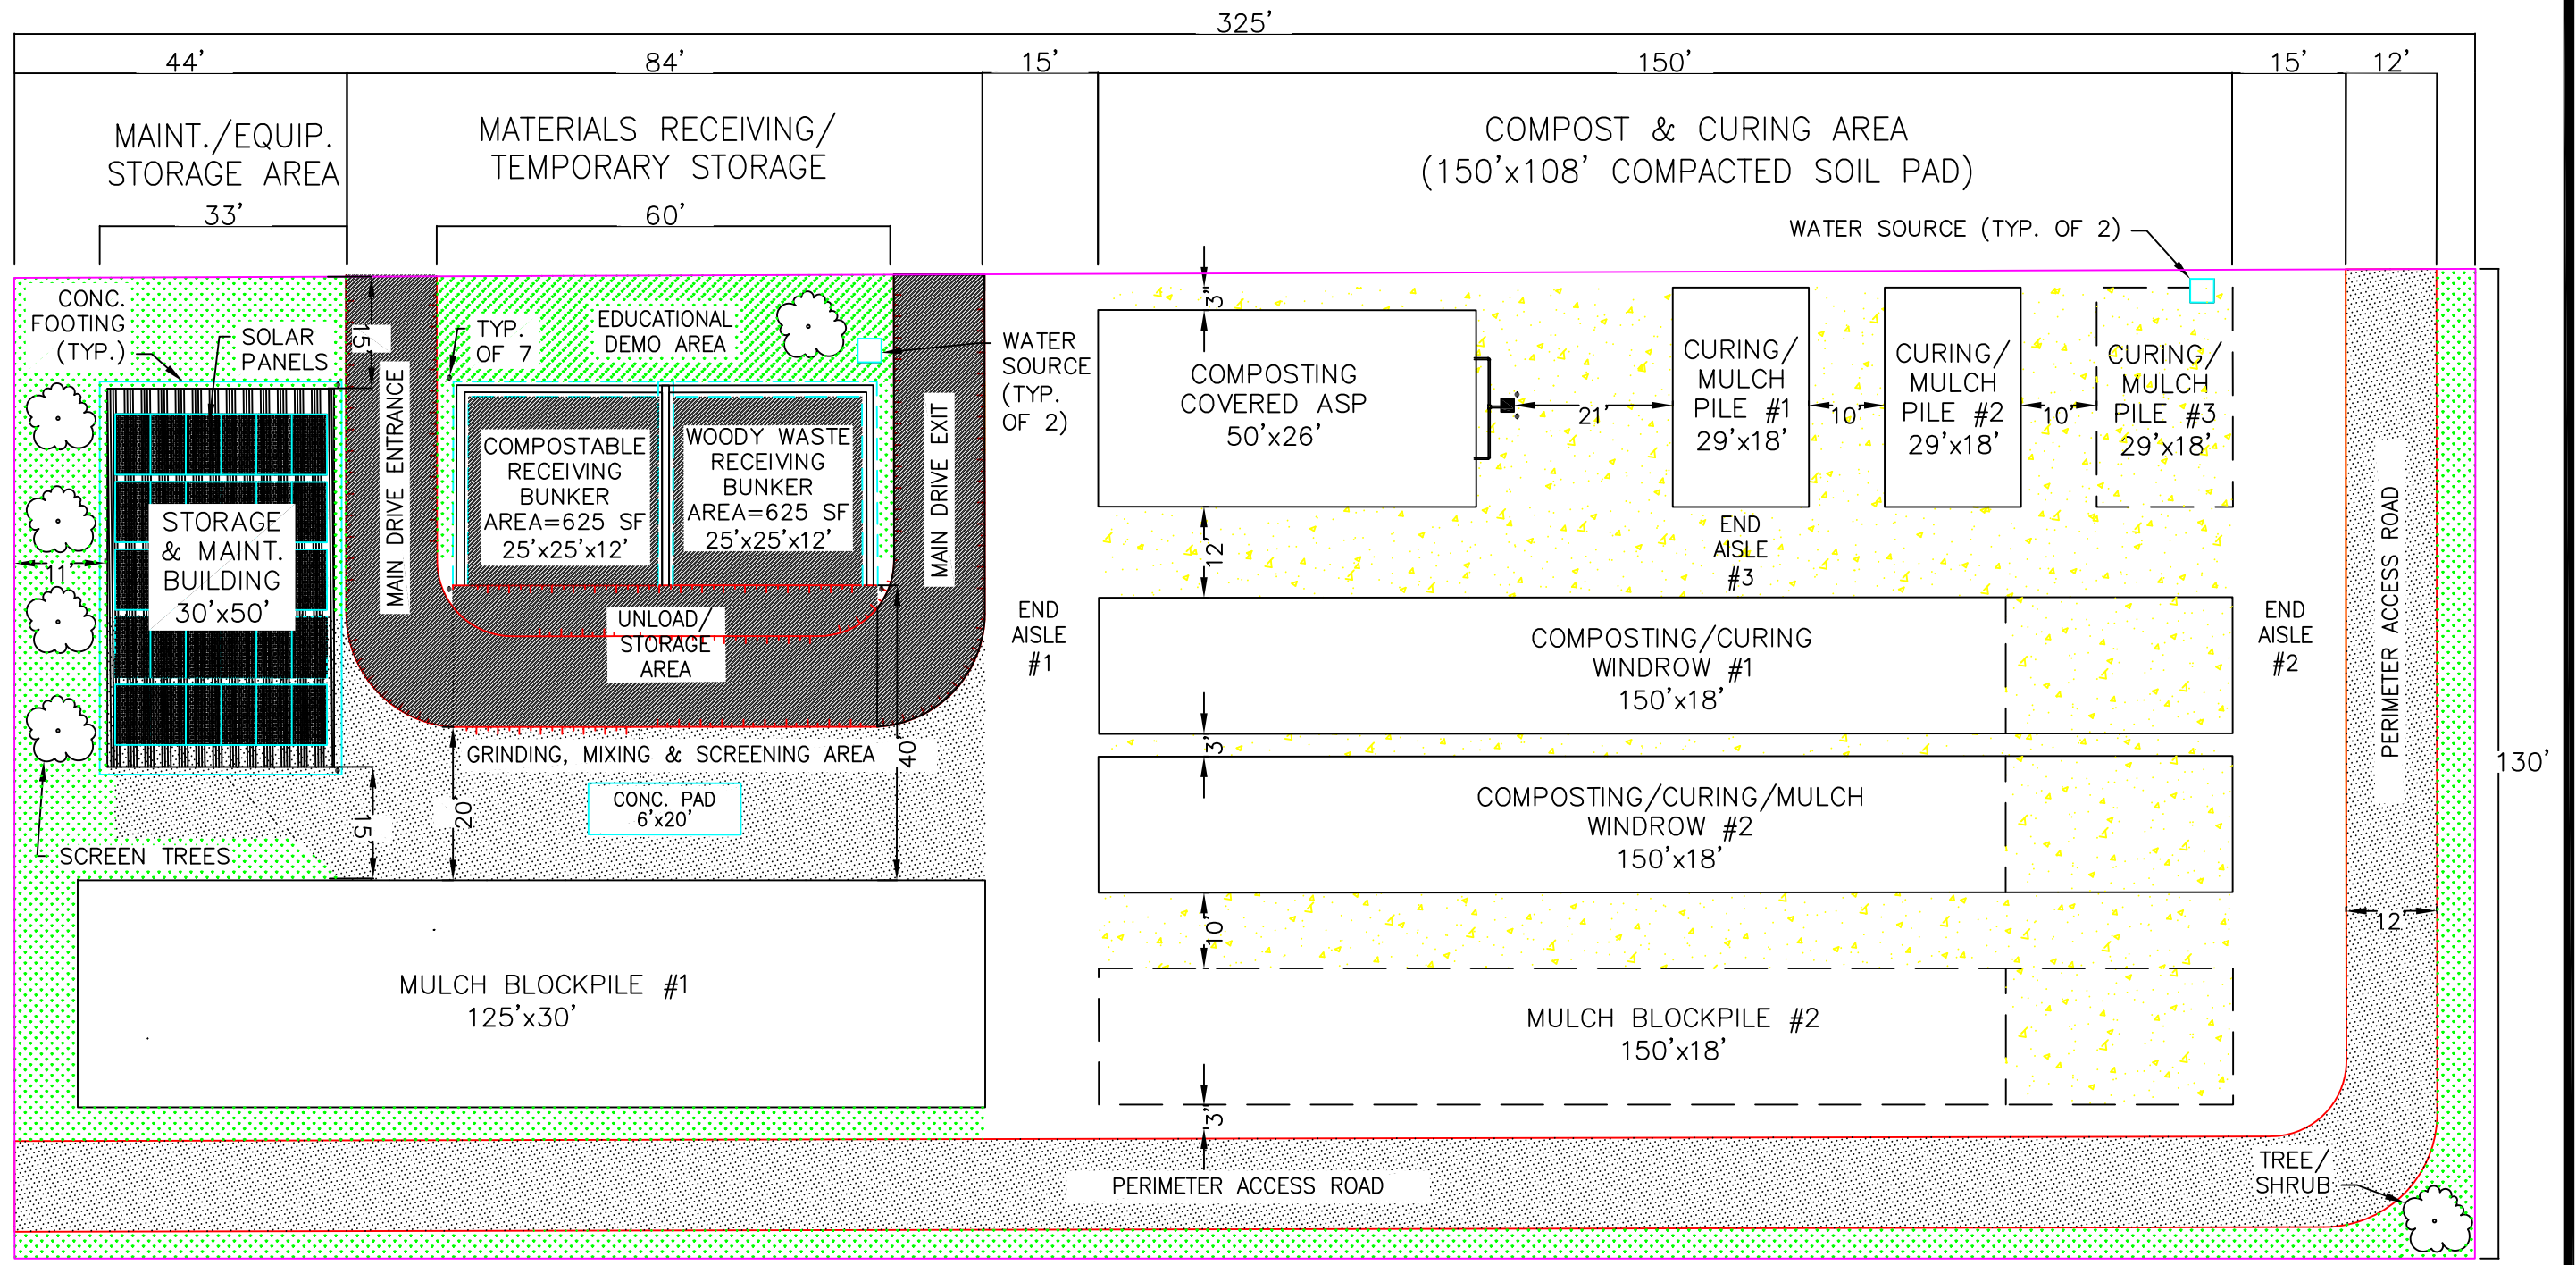 325'
44'
84'
15'
150'
15'
12'
MAINT./EQUIP.
STORAGE AREA
MATERIALS RECEIVING/
TEMPORARY STORAGE
COMPOST & CURING AREA
(150'x108' COMPACTED SOIL PAD)
33'
60'
WATER SOURCE (TYP. OF 2)
CONC.
FOOTING
(TYP.)
SOLAR
PANELS
15'
TYP.
OF 7
EDUCATIONAL
DEMO AREA
WATER
SOURCE
(TYP.
OF 2)
MAIN DRIVE ENTRANCE
MAIN DRIVE EXIT
COMPOSTABLE
RECEIVING
BUNKER
AREA=625 SF
25'x25'x12'
WOODY WASTE
RECEIVING
BUNKER
AREA=625 SF
25'x25'x12'
STORAGE
& MAINT.
BUILDING
30'x50'
11'
UNLOAD/
STORAGE
AREA
GRINDING, MIXING & SCREENING AREA
CONC. PAD
6'x20'
20'
40'
15'
SCREEN TREES
MULCH BLOCKPILE #1
125'x30'
3"
COMPOSTING
COVERED ASP
50'x26'
21'
CURING/
MULCH
PILE #1
29'x18'
10'
CURING/
MULCH
PILE #2
29'x18'
10'
CURING/
MULCH
PILE #3
29'x18'
12'
END
AISLE
#3
END
AISLE
#1
END
AISLE
#2
COMPOSTING/CURING
WINDROW #1
150'x18'
3"
COMPOSTING/CURING/MULCH
WINDROW #2
150'x18'
10'
MULCH BLOCKPILE #2
150'x18'
3"
PERIMETER ACCESS ROAD
12'
130'
PERIMETER ACCESS ROAD
TREE/
SHRUB